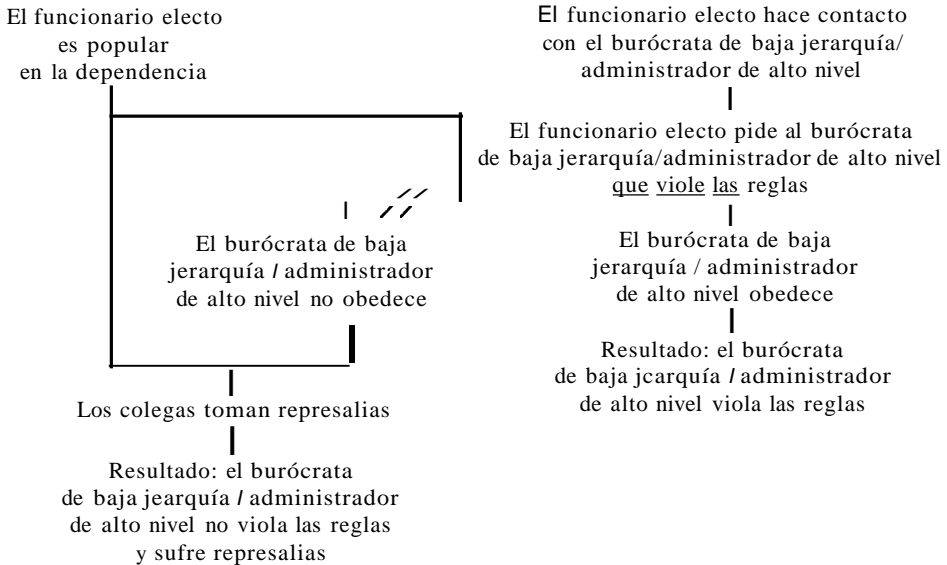 El funcionario electo
es popular
en la dependencia
El funcionario electo hace contacto
con el burócrata de baja jerarquía/
administrador de alto nivel
El funcionario electo pide al burócrata
de baja jerarquía/administrador de alto nivel
que viole las reglas
El burócrata de baja
jerarquía / administrador
de alto nivel no obedece
El burócrata de baja
jerarquía / administrador
de alto nivel obedece
Resultado: el burócrata
de baja jcarquía / administrador
de alto nivel viola las reglas
Los colegas toman represalias
Resultado: el burócrata
de baja jearquía / administrador
de alto nivel no viola las reglas
y sufre represalias